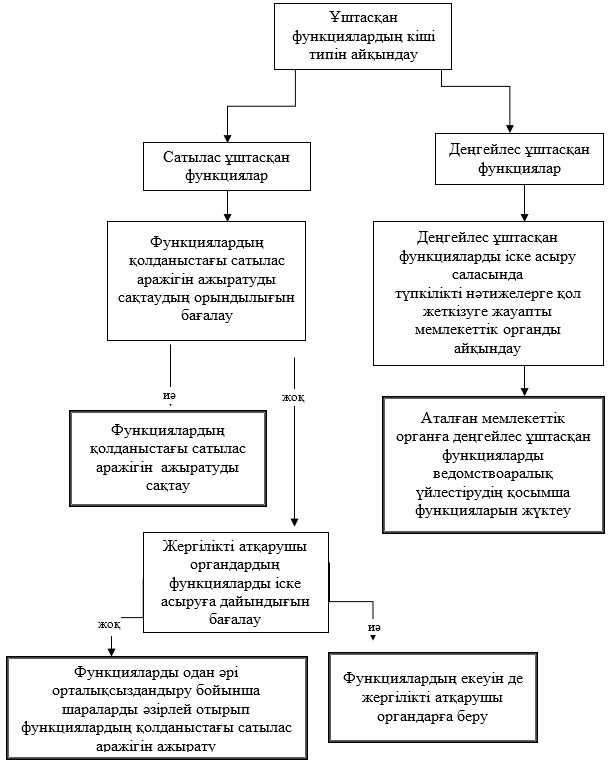 Ұштасқан
функциялардың кіші
типін айқындау
Сатылас ұштасқан
функциялар
Деңгейлес ұштасқан
функциялар
Функциялардың
қолданыстағы сатылас
аражігін ажыратуды
сақтаудың орындылығын
бағалау
Деңгейлес ұштасқан
функцияларды іске асыру
саласында
түпкілікті нәтижелерге қол
жеткізуге жауапты
мемлекеттік органды
айқындау
иә
жоқ
Функциялардың
қолданыстағы сатылас
аражігін ажыратуды
сақтау
Аталған мемлекеттік
органға деңгейлес ұштасқан
функцияларды
ведомствоаралық
үйлестірудің қосымша
функцияларын жүктеу
Жергілікті атқарушы
органдардың
функцияларды іске
асыруға дайындығын
бағалау
жоқ
иә
Функцияларды одан әрі
орталықсыздандыру бойынша
шараларды әзірлей отырып
функциялардың қолданыстағы сатылас
аражігін ажырату
Функциялардың екеуін де
жергілікті атқарушы
органдарға беру